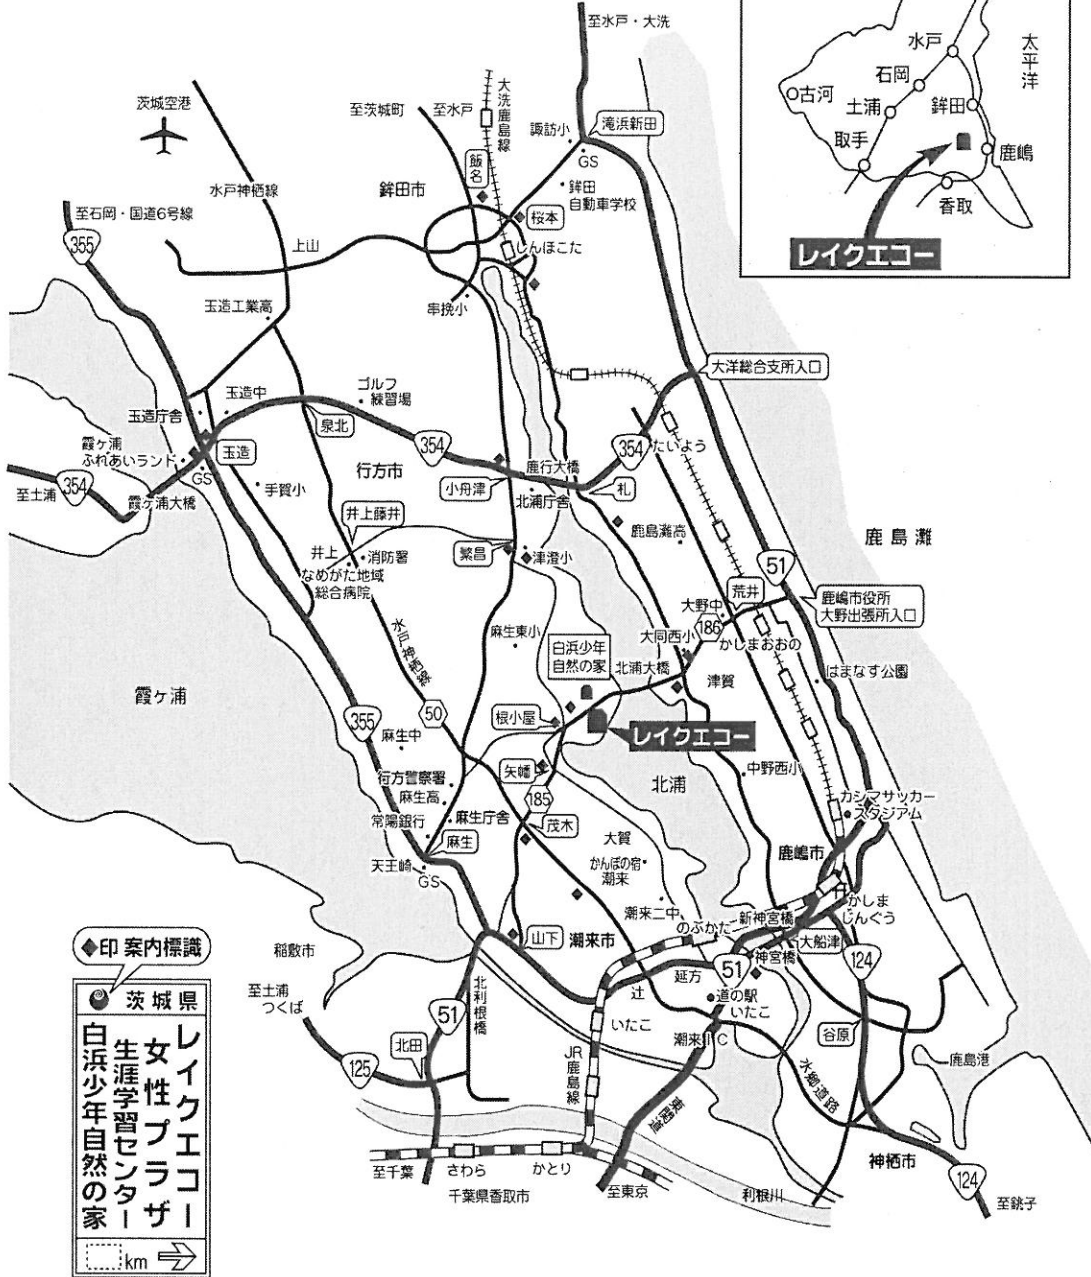 至水戸・大洗
太平洋
水戸
石岡
古河
土浦
鉾田
取手
鹿嶋
香取
レイクエコー
茨城空港
至茨城町
至水戸
大洗鹿島線
諏訪小
滝浜新田
GS
飯名
鉾田市
鉾田
自動車学校
水戸神栖線
至石岡・国道6号線
桜本
355
上山
しんほこた
玉造工業高
串挽小
大洋総合支所入口
ゴルフ
練習場
玉造中
玉造庁舎
泉北
霞ヶ浦
ふれあいランド
玉造
354
354
たいよう
行方市
鹿行大橋
GS
小舟津
354
至土浦
霞ヶ浦大橋
手賀小
北浦庁舎
札
井上藤井
鹿島灘高
鹿島灘
井上
消防署
繁昌
津澄小
51
なめがた地域
総合病院
荒井
鹿嶋市役所
大野出張所入口
大野中
186
麻生東小
大同西小
かしまおおの
水戸神栖線
白浜少年
自然の家
北浦大橋
津賀
はまなす公園
霞ヶ浦
50
355
根小屋
レイクエコー
麻生中
矢幡
北浦
中野西小
行方警察署
185
カシマサッカー
スタジアム
麻生高
麻生庁舎
茂木
常陽銀行
大賀
麻生
鹿嶋市
天王崎
GS
かんぽの宿
潮来
潮来二中
かしま
じんぐう
のぶかた
新神宮橋
山下
潮来市
大船津
神宮橋
◆印 案内標識
稲敷市
延方
51
124
辻
道の駅
いたこ
至土浦
つくば
北利根橋
51
いたこ
潮来IC
谷原
茨城県
レイクエコー
女性プラザ
生涯学習センター
白浜少年自然の家
km
北田
125
JR鹿島線
水郷道路
鹿島港
東関道
神栖市
至千葉
さわら
かとり
124
千葉県香取市
至東京
利根川
至銚子